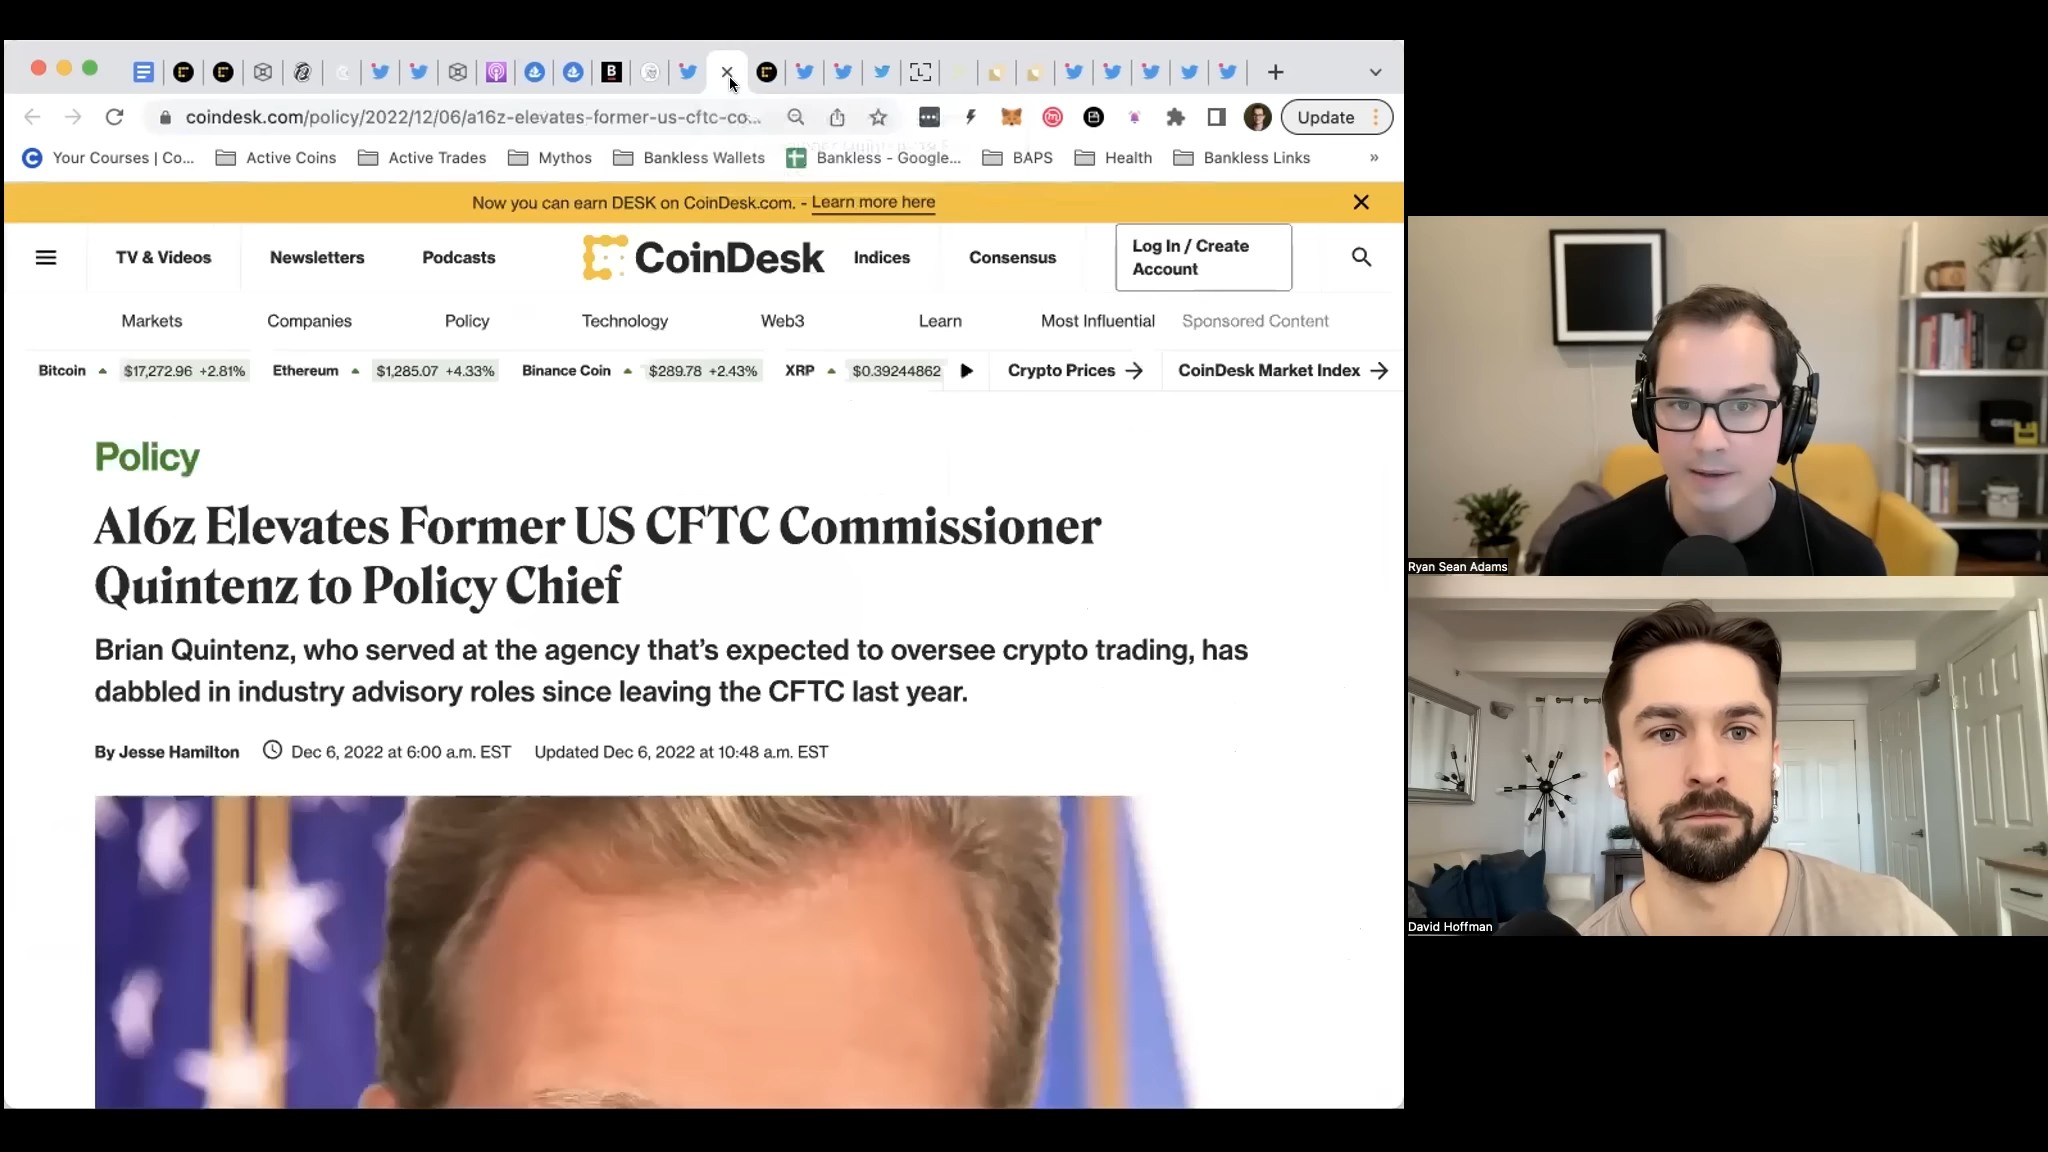 coindesk.com/policy/2022/12/06/a16z-elevates-former-us-cftc-co...
Update
Your Courses | Co...
Active Coins
Active Trades
Mythos
Bankless Wallets
Bankless - Google...
BAPS
Health
Bankless Links
»
Now you can earn DESK on CoinDesk.com. - Learn more here
TV & Videos
Newsletters
Podcasts
CoinDesk
Indices
Consensus
Log In / Create
Account
Markets
Companies
Policy
Technology
Web3
Learn
Most Influential
Sponsored Content
Bitcoin $17,272.96 +2.81%
Ethereum $1,285.07 +4.33%
Binance Coin $289.78 +2.43%
XRP $0.39244862
Crypto Prices →
CoinDesk Market Index →
Policy
A16z Elevates Former US CFTC Commissioner
Quintenz to Policy Chief
Brian Quintenz, who served at the agency that's expected to oversee crypto trading, has
dabbled in industry advisory roles since leaving the CFTC last year.
By Jesse Hamilton
Dec 6, 2022 at 6:00 a.m. EST
Updated Dec 6, 2022 at 10:48 a.m. EST
Ryan Sean Adams
David Hoffman